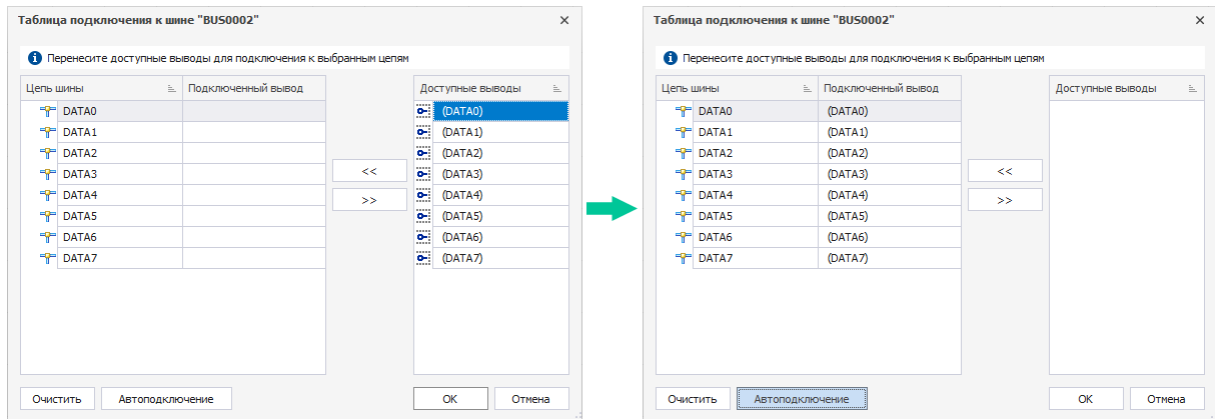 Таблица подключения к шине "BUS0002"
Перенесите доступные выводы для подключения к выбранным цепям
Цепь шины Подключенный вывод Доступные выводы
DATA0 (DATA0)
DATA1 (DATA1)
DATA2 (DATA2)
DATA3 << (DATA3)
DATA4 >> (DATA4)
DATA5 (DATA5)
DATA6 (DATA6)
DATA7 (DATA7)
Очистить Автоподключение OK Отмена
Таблица подключения к шине "BUS0002"
Перенесите доступные выводы для подключения к выбранным цепям
Цепь шины Подключенный вывод Доступные выводы
DATA0 (DATA0)
DATA1 (DATA1)
DATA2 (DATA2)
DATA3 (DATA3) <<
DATA4 (DATA4) >>
DATA5 (DATA5)
DATA6 (DATA6)
DATA7 (DATA7)
Очистить Автоподключение OK Отмена